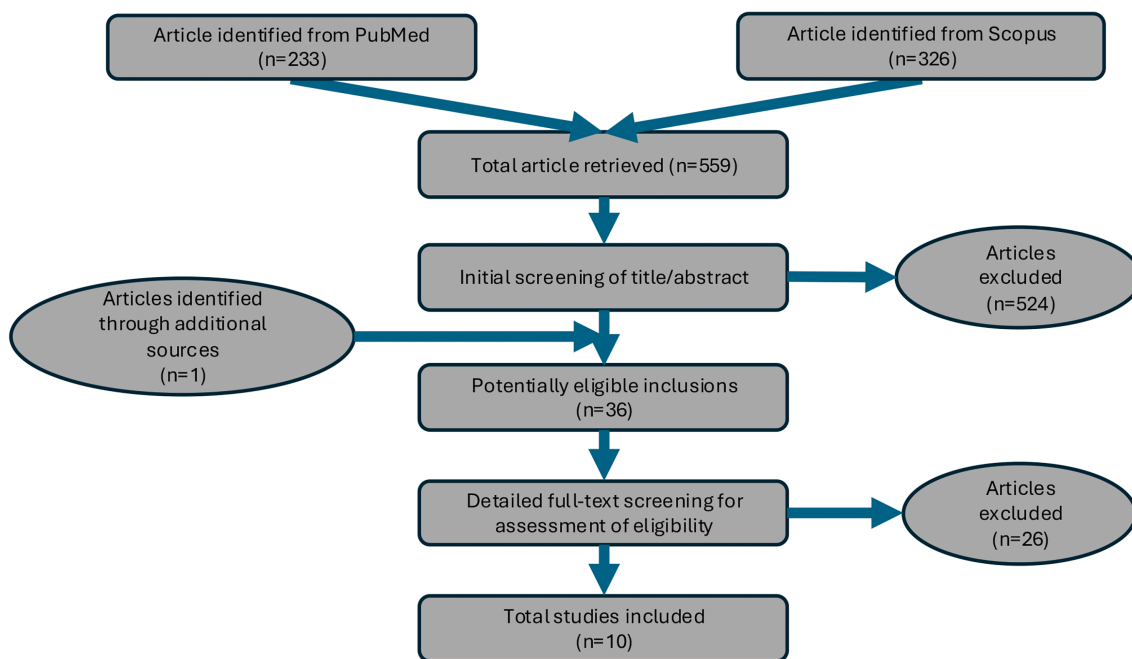 Article identified from PubMed
(n=233)
Article identified from Scopus
(n=326)
Total article retrieved (n=559)
Initial screening of title/abstract
Articles
excluded
(n=524)
Articles identified
through additional
sources
(n=1)
Potentially eligible inclusions
(n=36)
Detailed full-text screening for
assessment of eligibility
Articles
excluded
(n=26)
Total studies included
(n=10)